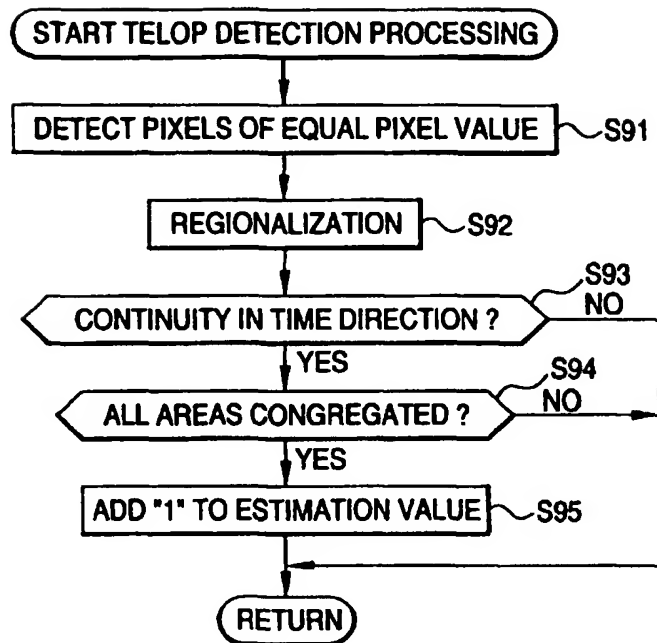 START TELOP DETECTION PROCESSING
DETECT PIXELS OF EQUAL PIXEL VALUE
S91
REGIONALIZATION
S92
S93
CONTINUITY IN TIME DIRECTION ?
NO
YES
S94
ALL AREAS CONGREGATED ?
NO
YES
ADD "1" TO ESTIMATION VALUE
S95
RETURN